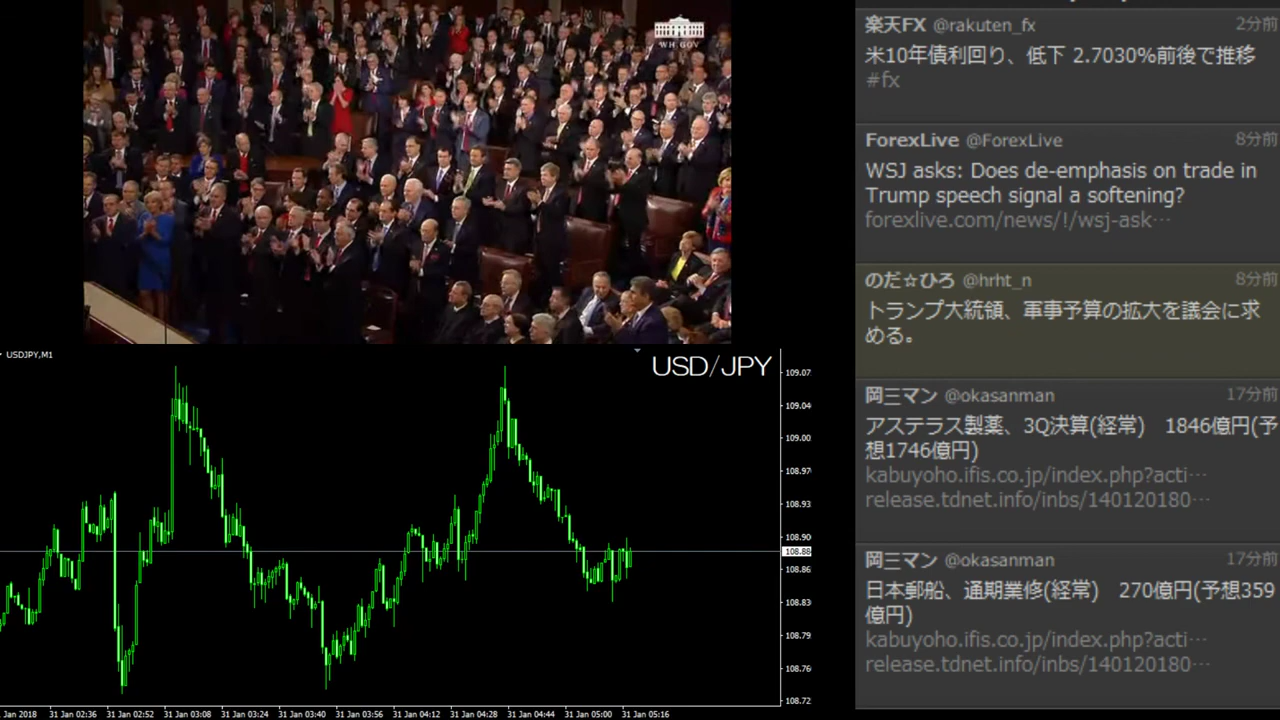 WH.GOV
USDJPY,M1
USD/JPY
109.07
109.04
109.00
108.97
108.93
108.90
108.88
108.86
108.83
108.79
108.76
108.72
Jan 2018
31 Jan 02:36
31 Jan 02:52
31 Jan 03:08
31 Jan 03:24
31 Jan 03:40
31 Jan 03:56
31 Jan 04:12
31 Jan 04:28
31 Jan 04:44
31 Jan 05:00
31 Jan 05:16
楽天FX @rakuten_fx 2分前
米10年債利回り、低下 2.7030%前後で推移
#fx
ForexLive @ForexLive 8分前
WSJ asks: Does de-emphasis on trade in
Trump speech signal a softening?
forexlive.com/news/!/wsj-ask…
のだ☆ひろ @hrht_n 8分前
トランプ大統領、軍事予算の拡大を議会に求
める。
岡三マン @okasanman 17分前
アステラス製薬、3Q決算(経常)　1846億円(予
想1746億円)
kabuyoho.ifis.co.jp/index.php?acti…
release.tdnet.info/inbs/140120180…
岡三マン @okasanman 17分前
日本郵船、通期業修(経常)　270億円(予想359
億円)
kabuyoho.ifis.co.jp/index.php?acti…
release.tdnet.info/inbs/140120180…